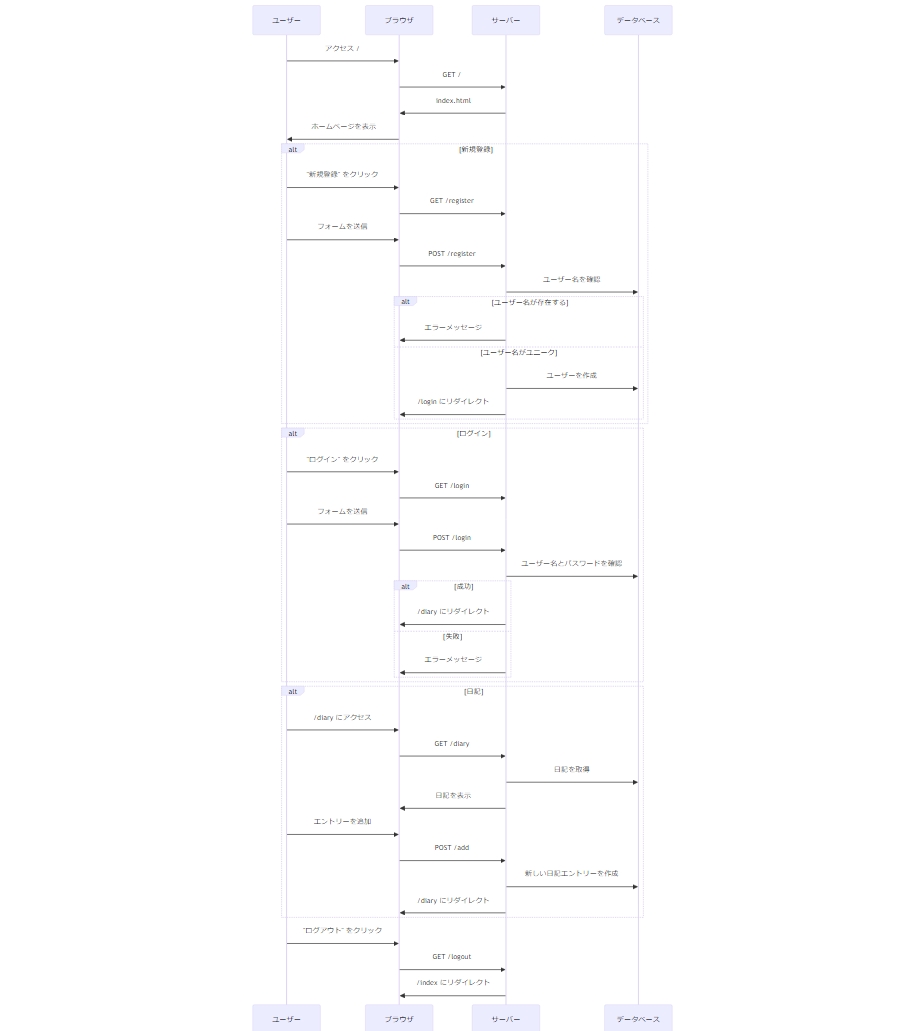 ユーザー
ブラウザ
サーバー
データベース
アクセス /
GET /
index.html
ホームページを表示
alt
[新規登録]
"新規登録" をクリック
GET /register
フォームを送信
POST /register
ユーザー名を確認
alt
[ユーザー名が存在する]
エラーメッセージ
[ユーザー名がユニーク]
ユーザーを作成
/login にリダイレクト
alt
[ログイン]
"ログイン" をクリック
GET /login
フォームを送信
POST /login
ユーザー名とパスワードを確認
alt
[成功]
/diary にリダイレクト
[失敗]
エラーメッセージ
alt
[日記]
/diary にアクセス
GET /diary
日記を取得
日記を表示
エントリーを追加
POST /add
新しい日記エントリーを作成
/diary にリダイレクト
"ログアウト" をクリック
GET /logout
/index にリダイレクト
ユーザー
ブラウザ
サーバー
データベース